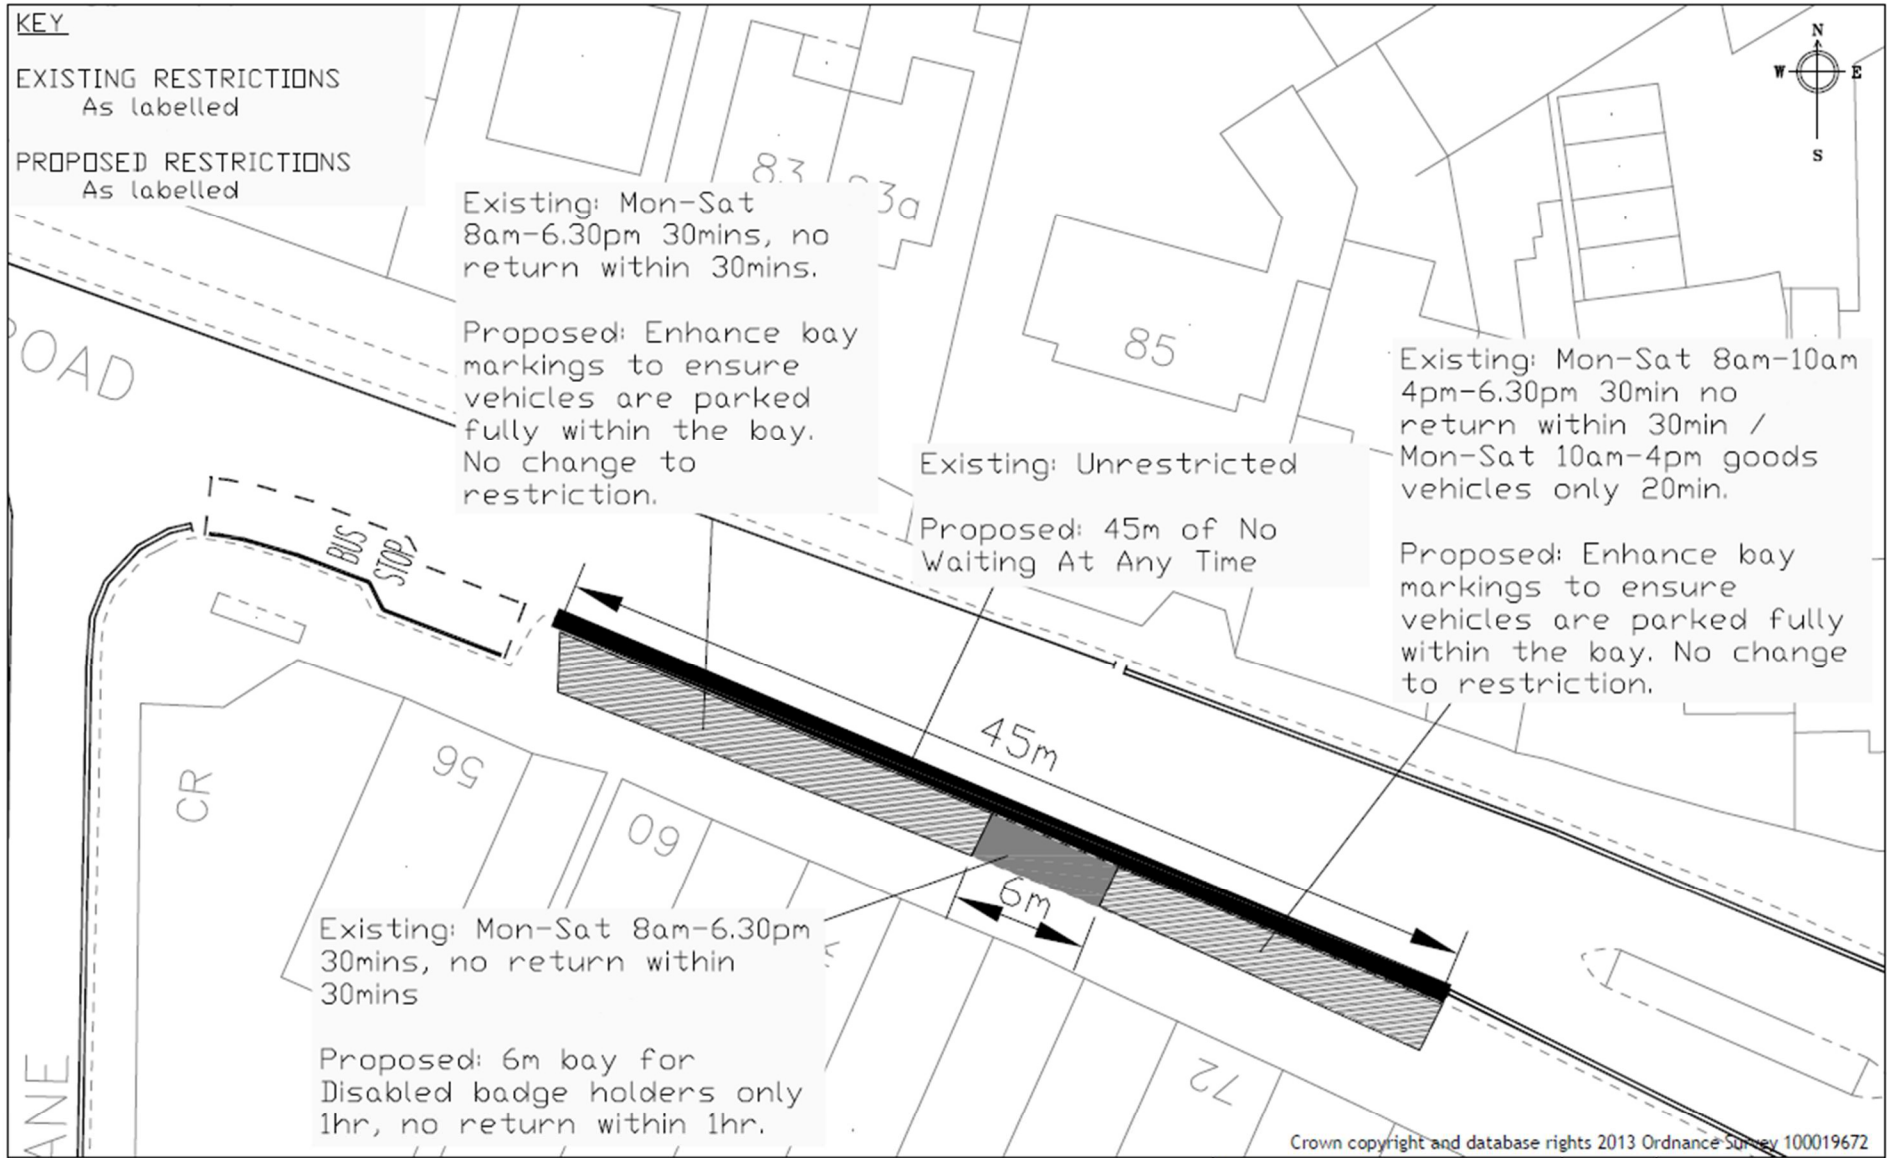 KEY
EXISTING RESTRICTIONS
As labelled
PROPOSED RESTRICTIONS
As labelled
N
W E
S
83
3a
Existing: Mon-Sat
8am-6.30pm 30mins, no
return within 30mins.
Proposed: Enhance bay
markings to ensure
vehicles are parked
fully within the bay.
No change to
restriction.
85
OAD
Existing: Unrestricted
Proposed: 45m of No
Waiting At Any Time
Existing: Mon-Sat 8am-10am
4pm-6.30pm 30min no
return within 30min /
Mon-Sat 10am-4pm goods
vehicles only 20min.
Proposed: Enhance bay
markings to ensure
vehicles are parked fully
within the bay. No change
to restriction.
BUS
STOP
45m
56
CR
60
6m
Existing: Mon-Sat 8am-6.30pm
30mins, no return within
30mins
Proposed: 6m bay for
Disabled badge holders only
1hr, no return within 1hr.
72
ANE
Crown copyright and database rights 2013 Ordnance Survey 100019672